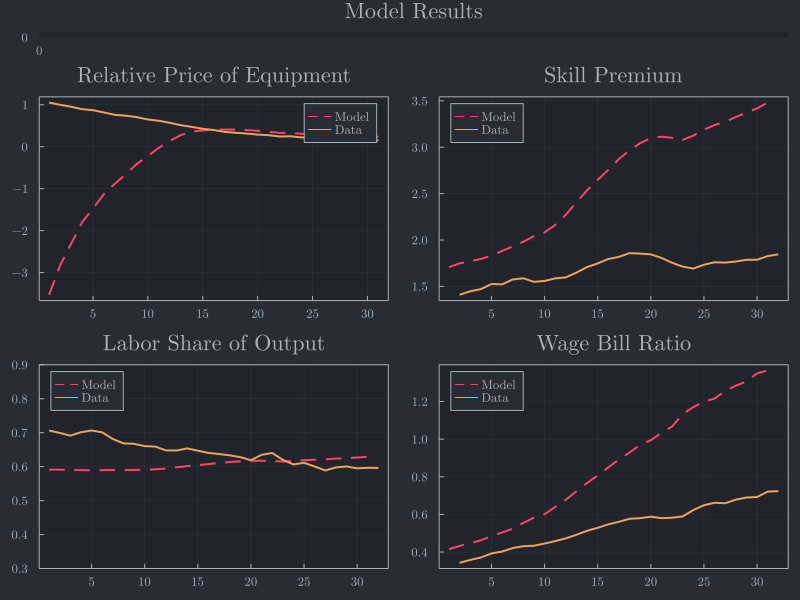 Model Results
0
0
Relative Price of Equipment
1
0
−1
−2
−3
5 10 15 20 25 30
Model
Data
Skill Premium
3.5
3.0
2.5
2.0
1.5
5 10 15 20 25 30
Model
Data
Labor Share of Output
0.9
0.8
0.7
0.6
0.5
0.4
0.3
5 10 15 20 25 30
Model
Data
Wage Bill Ratio
1.2
1.0
0.8
0.6
0.4
5 10 15 20 25 30
Model
Data